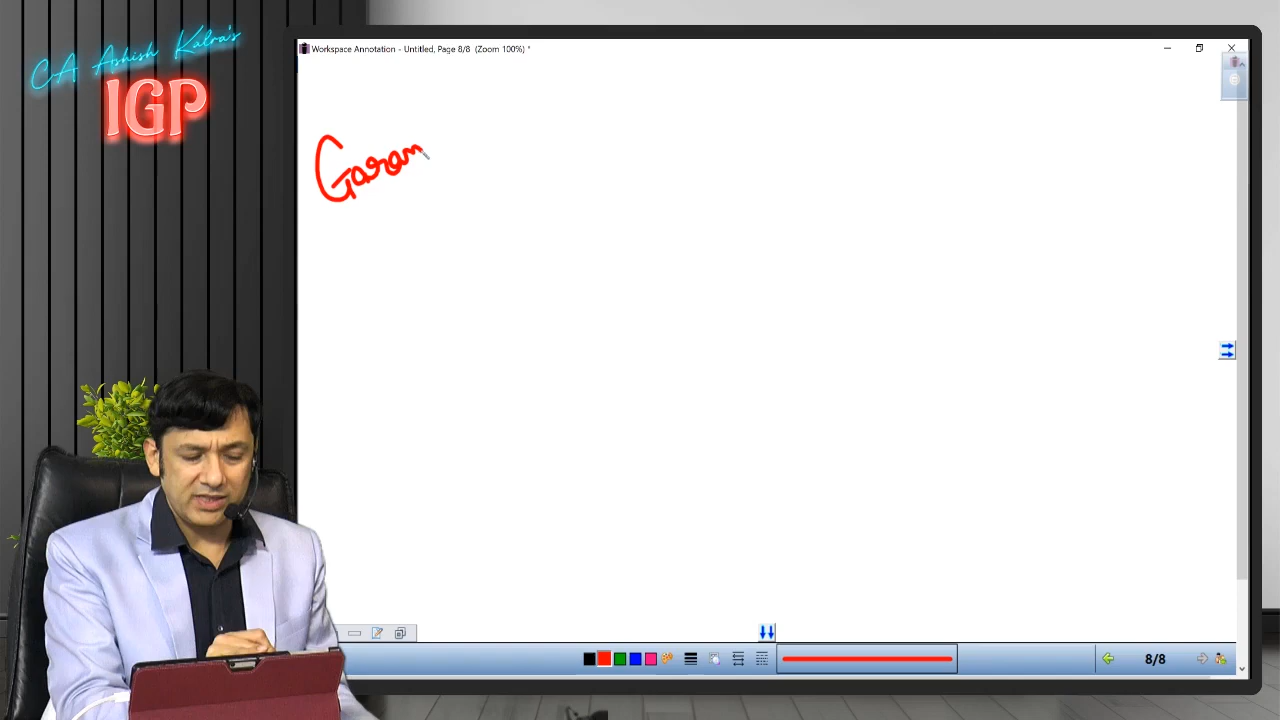 CA Ashish Kalra's
IGP
Workspace Annotation - Untitled, Page 8/8 (Zoom 100%) *
Garam
8/8